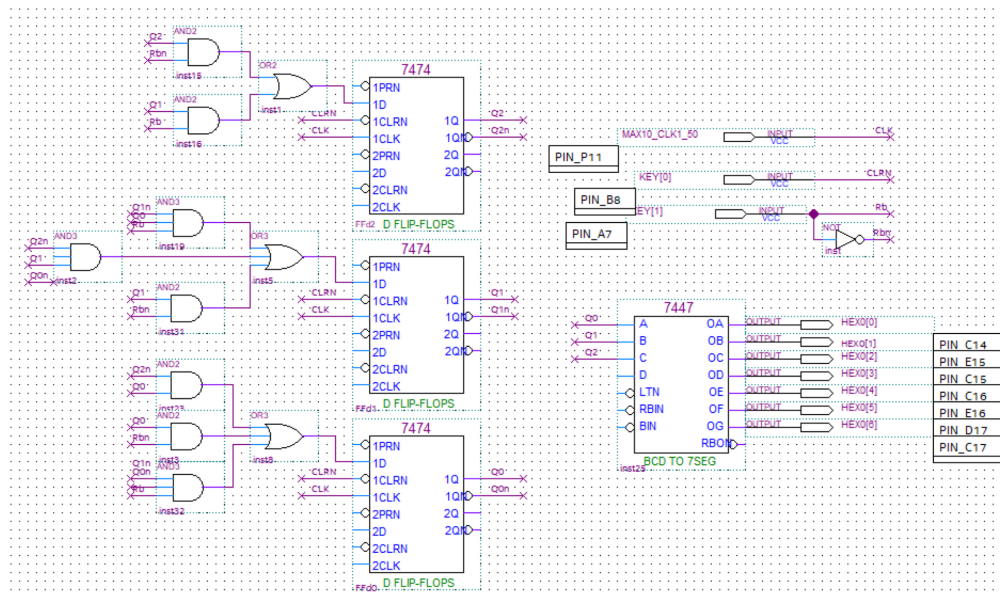 AND2
Q2
Rbn
inst15
OR2
inst1
AND2
Q1
Rb
inst16
7474
1PRN
1D
1CLRN
1CLK
2PRN
2D
2CLRN
2CLK
1Q
1QN
2Q
2QN
CLRN
CLK
Q2
Q2n
FFd2
D FLIP-FLOPS
MAX10_CLK1_50
INPUT
VCC
CLK
PIN_P11
KEY[0]
INPUT
VCC
CLRN
PIN_B8
EY[1]
INPUT
VCC
Rb
NOT
Rbn
inst
PIN_A7
AND3
Q1n
Q0
Rb
inst19
AND3
Q2n
Q1
Q0n
inst2
OR3
inst5
AND2
Q1
Rbn
inst31
7474
1PRN
1D
1CLRN
1CLK
2PRN
2D
2CLRN
2CLK
1Q
1QN
2Q
2QN
CLRN
CLK
Q1
Q1n
FFd1
D FLIP-FLOPS
7447
A
B
C
D
LTN
RBIN
BIN
OA
OB
OC
OD
OE
OF
OG
RBON
Q0
Q1
Q2
OUTPUT
HEX0[0]
OUTPUT
HEX0[1]
OUTPUT
HEX0[2]
OUTPUT
HEX0[3]
OUTPUT
HEX0[4]
OUTPUT
HEX0[5]
OUTPUT
HEX0[6]
BCD TO 7SEG
inst25
PIN_C14
PIN_E15
PIN_C15
PIN_C16
PIN_E16
PIN_D17
PIN_C17
AND2
Q2n
Q0
AND2
Q0
Rbn
inst3
OR3
AND3
Q1n
Q0n
Rb
inst32
7474
1PRN
1D
1CLRN
1CLK
2PRN
2D
2CLRN
2CLK
1Q
1QN
2Q
2QN
CLRN
CLK
Q0
Q0n
FFd0
D FLIP-FLOPS